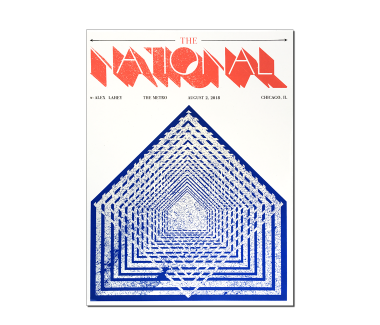 THE
NATIONAL
w/ ALEX LAHEY THE METRO AUGUST 2, 2018 CHICAGO, IL